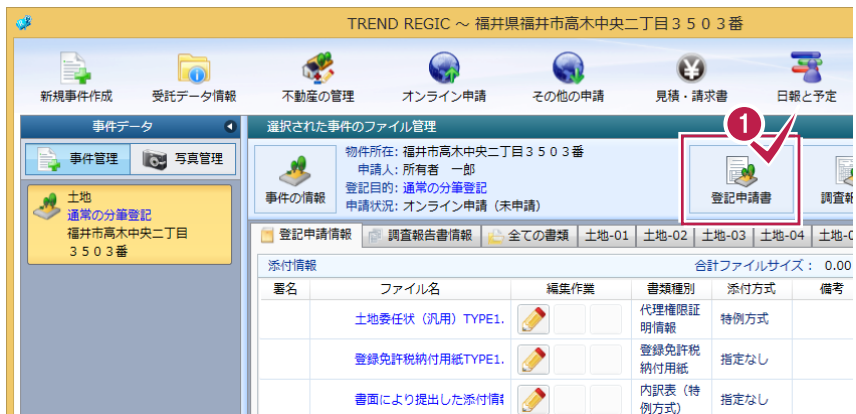 TREND REGIC ～ 福井県福井市高木中央二丁目３５０３番
新規事件作成 受託データ情報 不動産の管理 オンライン申請 その他の申請 見積・請求書 日報と予定
事件データ 選択された事件のファイル管理
1
事件管理 写真管理
事件の情報
物件所在: 福井市高木中央二丁目３５０３番
申請人: 所有者 一郎
登記目的: 通常の分筆登記
申請状況: オンライン申請（未申請）
登記申請書 調査報
土地
通常の分筆登記
福井市高木中央二丁目
３５０３番
登記申請情報 調査報告書情報 全ての書類 土地-01 土地-02 土地-03 土地-04 土地-0
添付情報 合計ファイルサイズ： 0.00
署名 ファイル名 編集作業 書類種別 添付方式 備考
土地委任状（汎用）TYPE1. 代理権限証 特例方式
明情報
登録免許税納付用紙TYPE1. 登録免許税 指定なし
納付用紙
書面により提出した添付情 内訳表（特 指定なし
例方式）